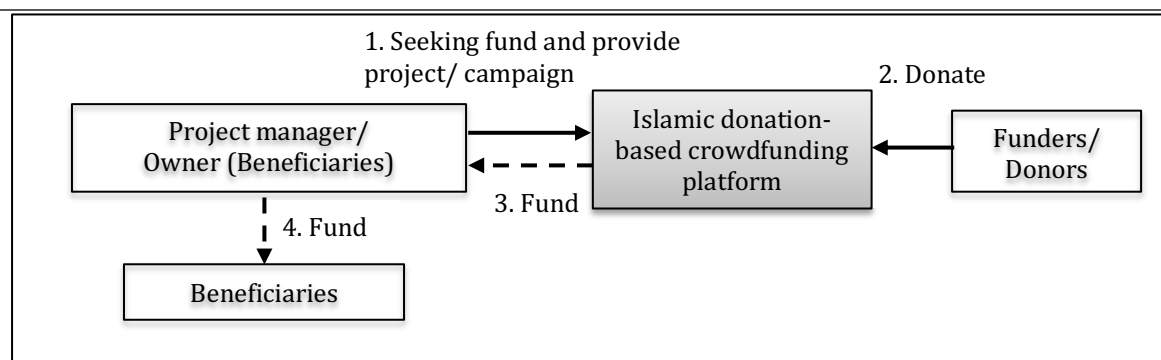 1. Seeking fund and provide
project/ campaign
2. Donate
Project manager/
Owner (Beneficiaries)
Islamic donation-
based crowdfunding
platform
Funders/
Donors
3. Fund
4. Fund
Beneficiaries